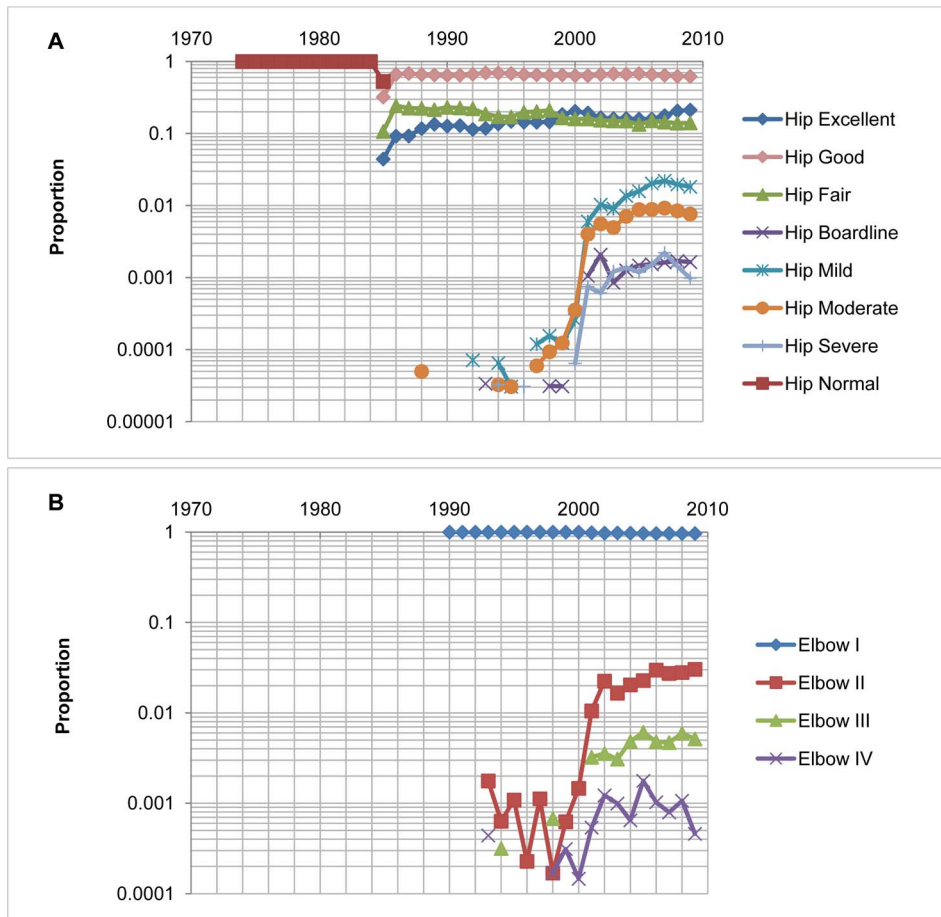 A
1970 1980 1990 2000 2010
1
0.1
0.01
0.001
0.0001
0.00001
Proportion
Hip Excellent
Hip Good
Hip Fair
Hip Boardline
Hip Mild
Hip Moderate
Hip Severe
Hip Normal
B
1970 1980 1990 2000 2010
1
0.1
0.01
0.001
0.0001
Proportion
Elbow I
Elbow II
Elbow III
Elbow IV